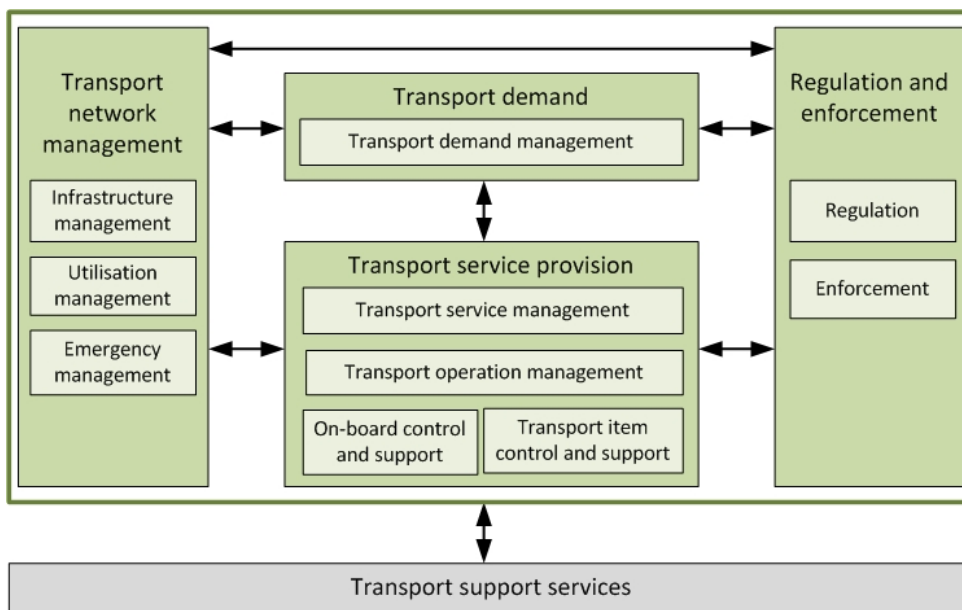 Transport
network
management
Infrastructure
management
Utilisation
management
Emergency
management
Transport demand
Transport demand management
Transport service provision
Transport service management
Transport operation management
On-board control
and support
Transport item
control and support
Regulation and
enforcement
Regulation
Enforcement
Transport support services